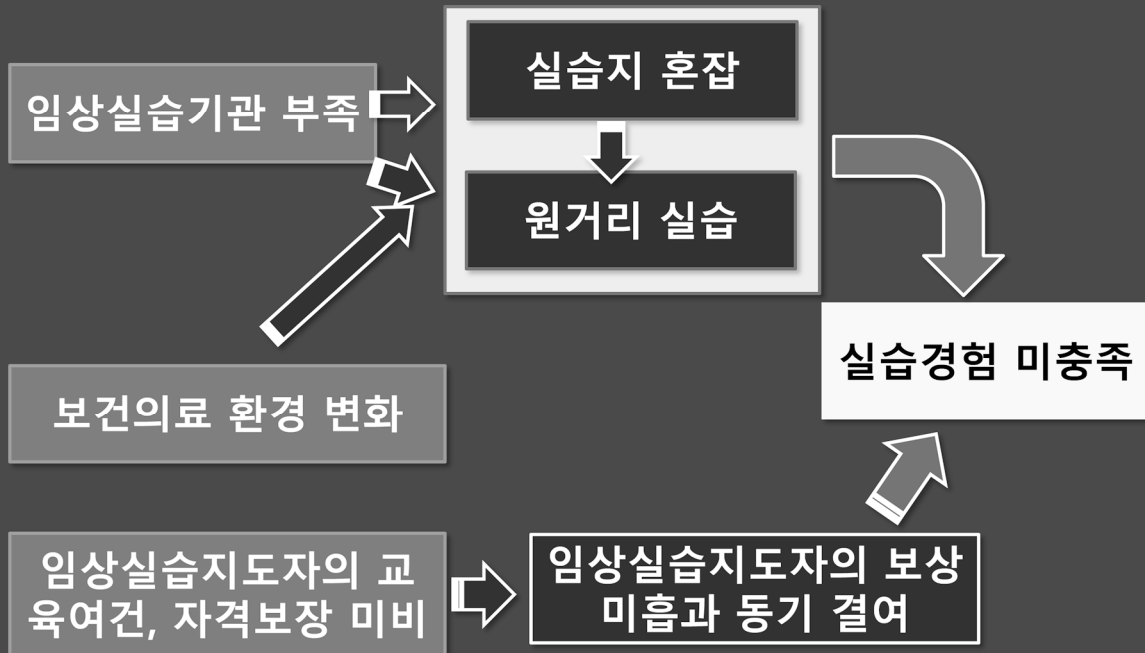 실습지 혼잡
임상실습기관 부족
원거리 실습
실습경험 미충족
보건의료 환경 변화
임상실습지도자의 교
육여건, 자격보장 미비
임상실습지도자의 보상
미흡과 동기 결여